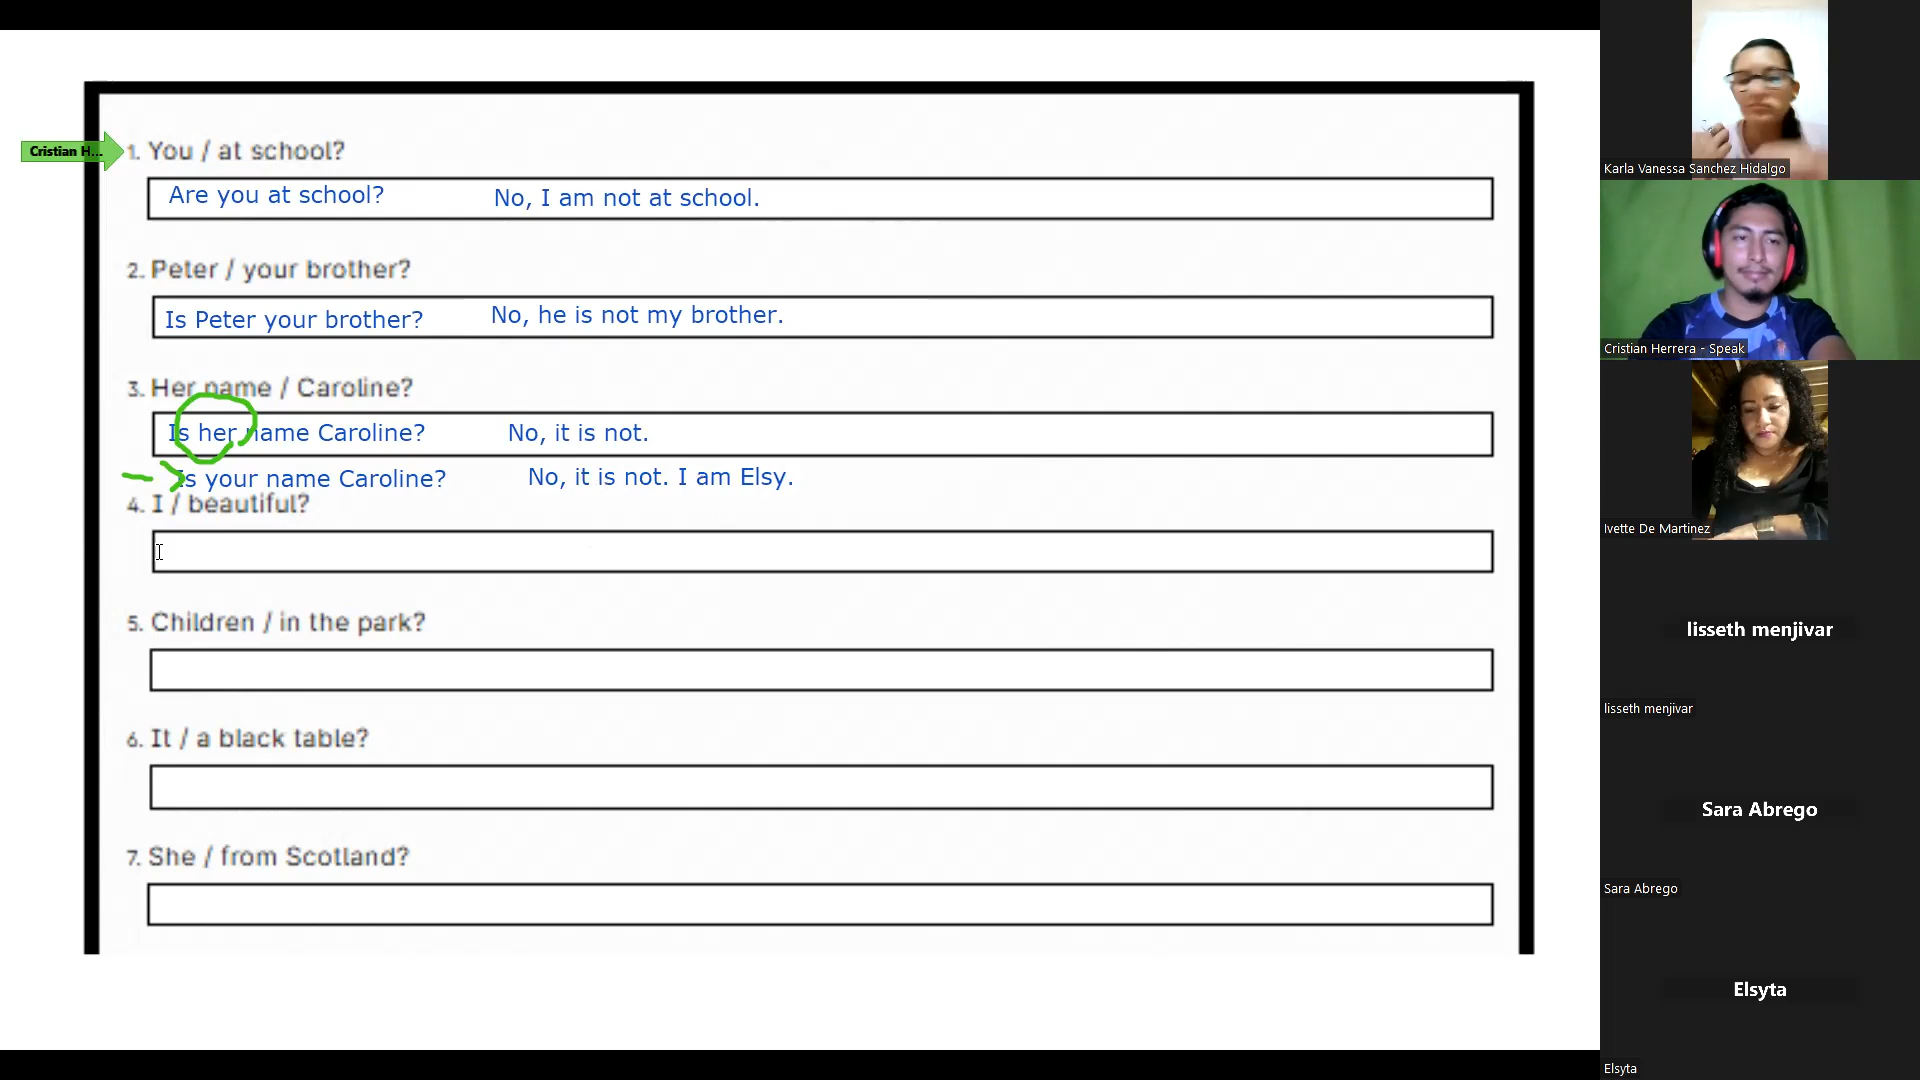 Cristian H...
1. You / at school?
Are you at school? No, I am not at school.
2. Peter / your brother?
Is Peter your brother? No, he is not my brother.
3. Her name / Caroline?
Is her name Caroline? No, it is not.
Is your name Caroline? No, it is not. I am Elsy.
4. I / beautiful?
5. Children / in the park?
6. It / a black table?
7. She / from Scotland?
Karla Vanessa Sanchez Hidalgo
Cristian Herrera - Speak
Ivette De Martinez
lisseth menjivar
lisseth menjivar
Sara Abrego
Sara Abrego
Elsyta
Elsyta